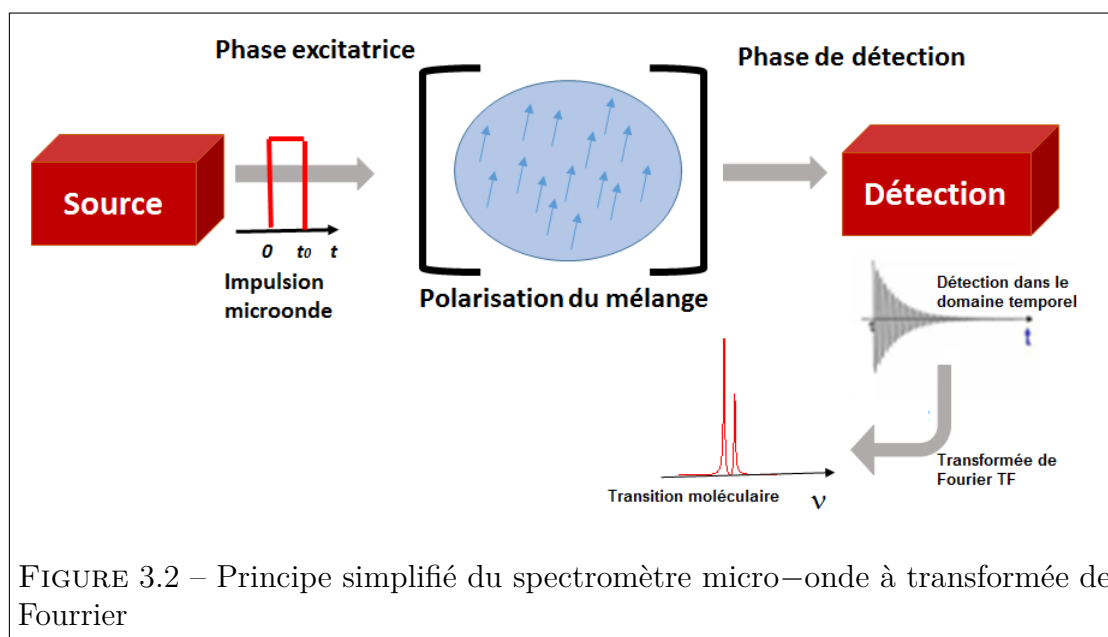 Phase excitatrice
Phase de détection
Source
Détection
0 t0 t
Impulsion
microonde
Polarisation du mélange
Détection dans le
domaine temporel
t
Transformée de
Fourier TF
Transition moléculaire
ν
FIGURE 3.2 – Principe simplifié du spectromètre micro−onde à transformée de
Fourrier